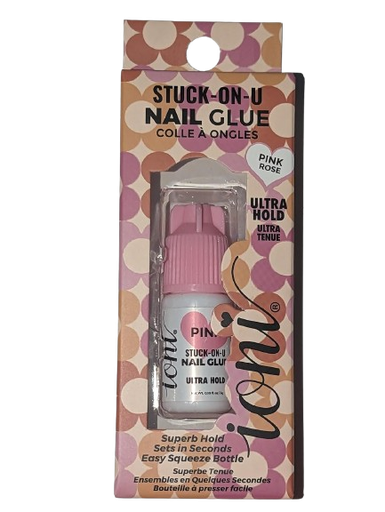 STUCK-ON-U
NAIL GLUE
COLLE À ONGLES
PINK
ROSE
ULTRA
HOLD
ULTRA
TENUE
ioni®
ioni
PINK
STUCK-ON-U
NAIL GLUE
ULTRA HOLD
Superb Hold
Sets in Seconds
Easy Squeeze Bottle
Superbe Tenue
Ensembles en Quelques Secondes
Bouteille à presser facile